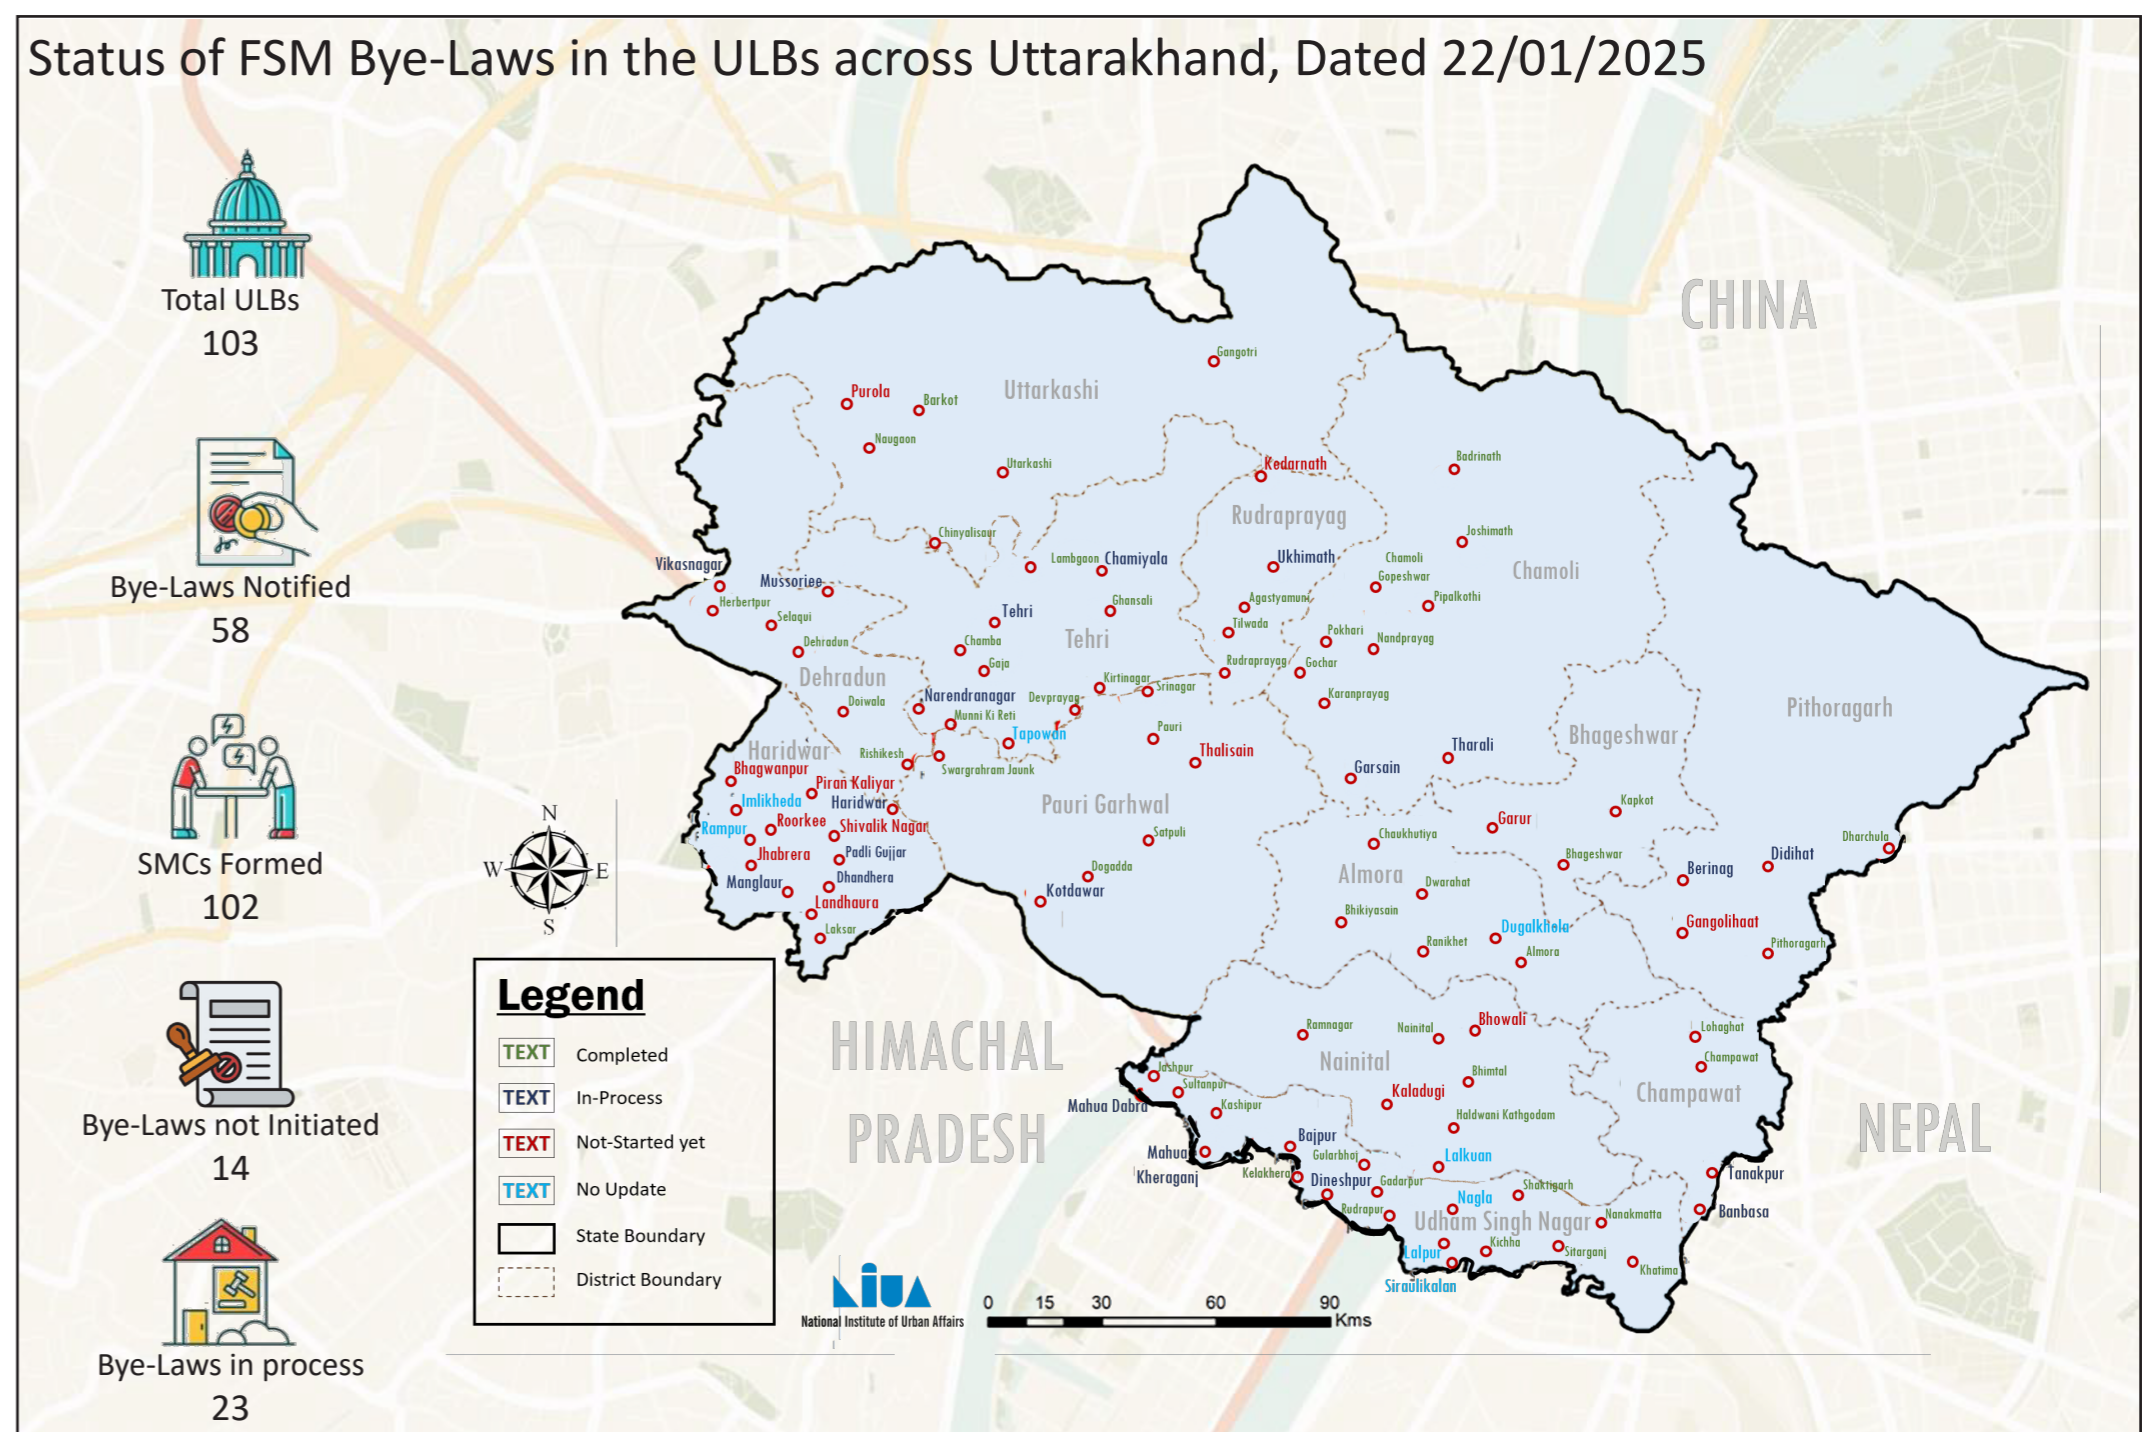 Status of FSM Bye-Laws in the ULBs across Uttarakhand, Dated 22/01/2025
Total ULBs
103
Bye-Laws Notified
58
SMCs Formed
102
Bye-Laws not Initiated
14
Bye-Laws in process
23
CHINA
Gangotri
Uttarkashi
Purola
Barkot
Naugaon
Utarkashi
Kedarnath
Badrinath
Rudraprayag
Chinyalisaur
Joshimath
Lambgaon
Chamiyala
Ukhimath
Chamoli
Gopeshwar
Chamoli
Vikasnagar
Mussoriee
Herbertpur
Selaqui
Dehradun
Tehri
Ghansali
Agastyamuni
Pipalkothi
Tilwada
Pokhari
Nandprayag
Chamba
Tehri
Gaja
Rudraprayag
Gochar
Dehradun
Doiwala
Narendranagar
Kirtinagar
Srinagar
Devprayag
Karanprayag
Munni Ki Reti
Pauri
Tapowan
Pithoragarh
Bhageshwar
Haridwar
Rishikesh
Swargrahram Jaunk
Thalisain
Tharali
Garsain
Bhagwanpur
Piran Kaliyar
Imlikheda
Haridwar
Pauri Garhwal
Kapkot
Rampur
Roorkee
Shivalik Nagar
Satpuli
Garur
Chaukhutiya
Dharchula
Jhabrera
Padli Gujjar
Bhageshwar
Didihat
Berinag
Manglaur
Dhandhera
Dogadda
Kotdawar
Almora
Dwarahat
Landhaura
Bhikiyasain
Gangolihaat
Laksar
Dugalkhola
Ranikhet
Almora
Pithoragarh
N
W
E
S
Legend
TEXT Completed
TEXT In-Process
TEXT Not-Started yet
TEXT No Update
State Boundary
District Boundary
HIMACHAL
PRADESH
Ramnagar
Nainital
Bhowali
Lohaghat
Nainital
Champawat
Jashpur
Sultanpur
Bhimtal
Kaladugi
Champawat
Mahua Dabra
Kashipur
Haldwani Kathgodam
NEPAL
Bajpur
Mahua
Kheraganj
Gularbhoj
Lalkuan
Kelakhera
Dineshpur
Gadarpur
Shaktigarh
Tanakpur
Nagla
Rudrapur
Udham Singh Nagar
Nanakmatta
Banbasa
Lalpur
Kichha
Sitarganj
Khatima
Siraulikalan
NIUA
National Institute of Urban Affairs
0 15 30 60 90
Kms